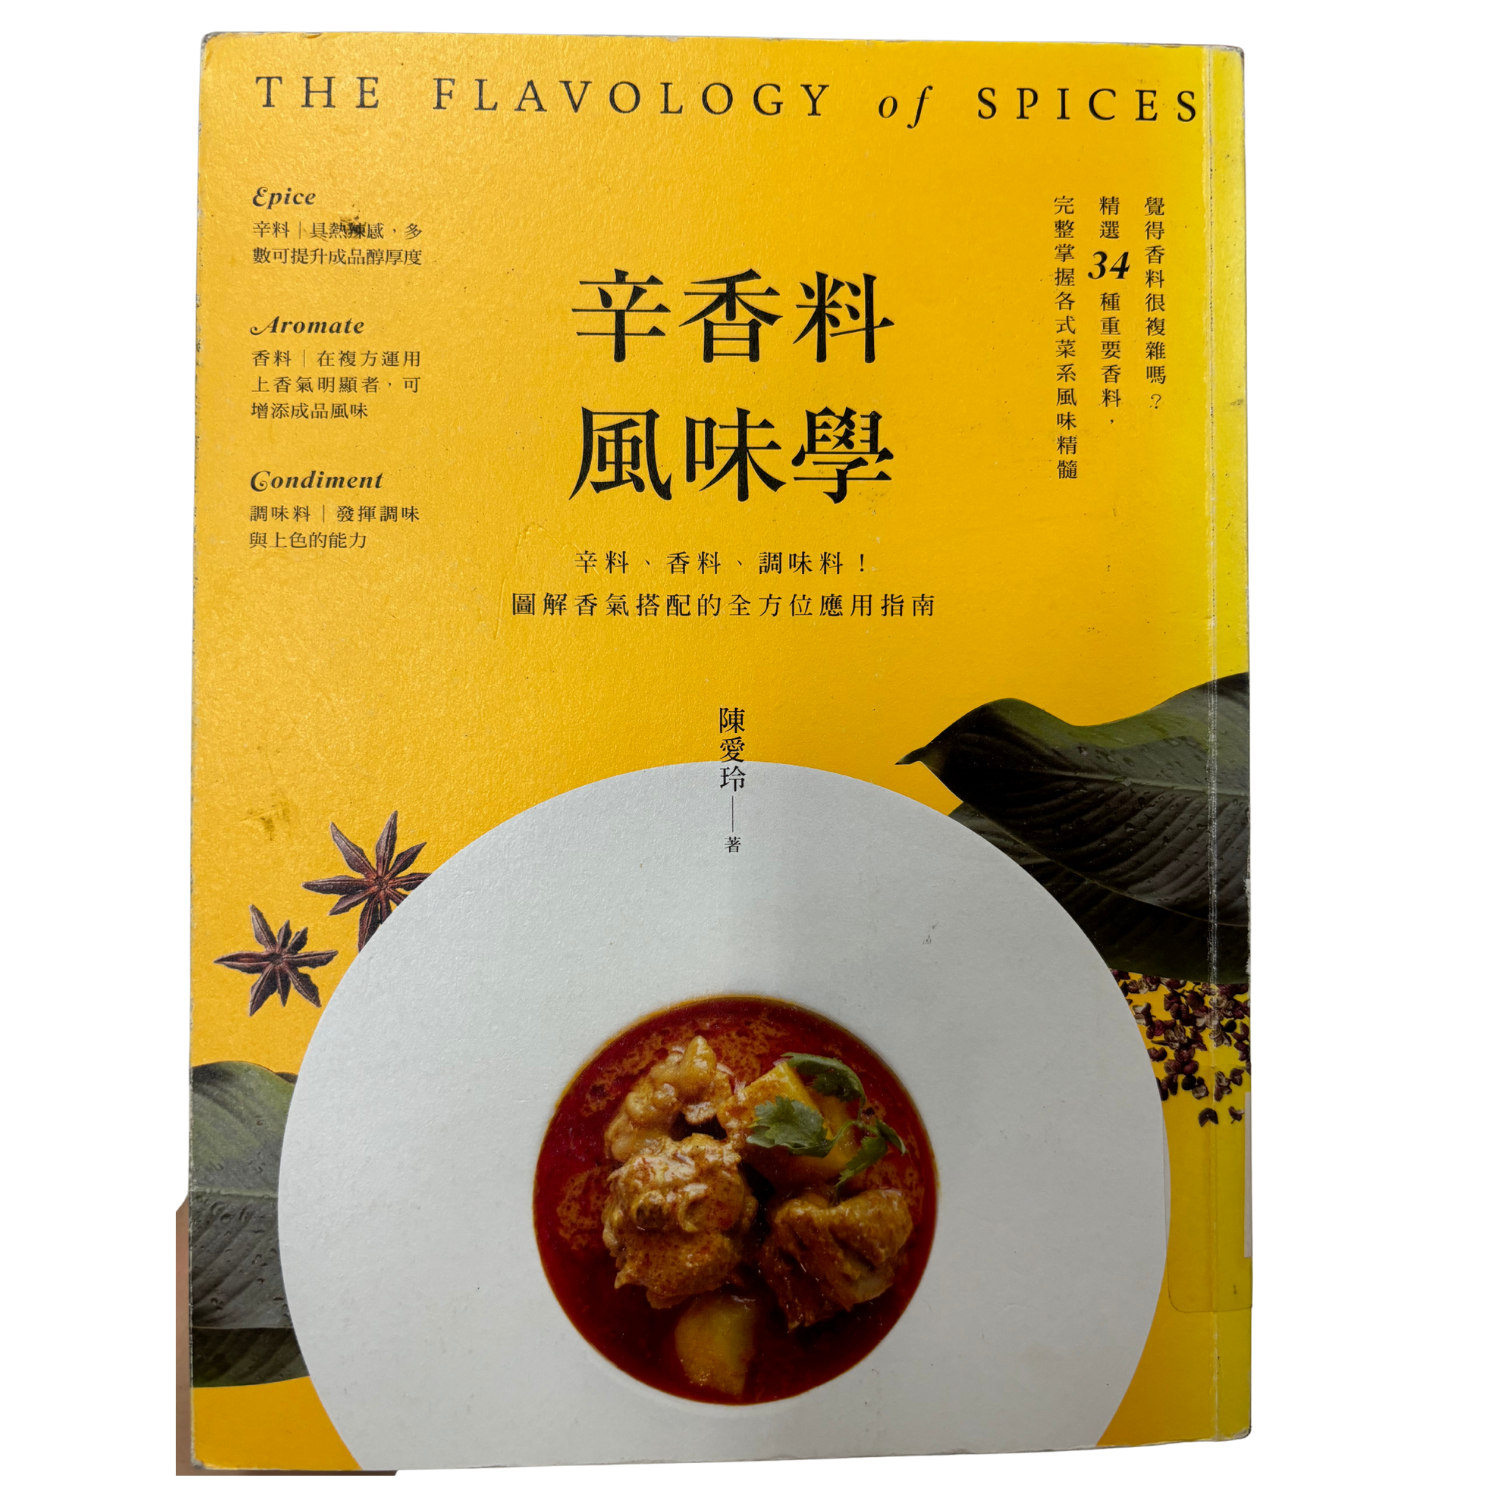 THE FLAVOLOGY of SPICES
Epice
辛料｜具熱辣感，多
數可提升成品醇厚度
Aromate
香料｜在複方運用
上香氣明顯者，可
增添成品風味
Condiment
調味料｜發揮調味
與上色的能力
辛香料
風味學
辛料、香料、調味料！
圖解香氣搭配的全方位應用指南
覺得香料很複雜嗎？
精選34種重要香料，
完整掌握各式菜系風味精髓
陳愛玲——著